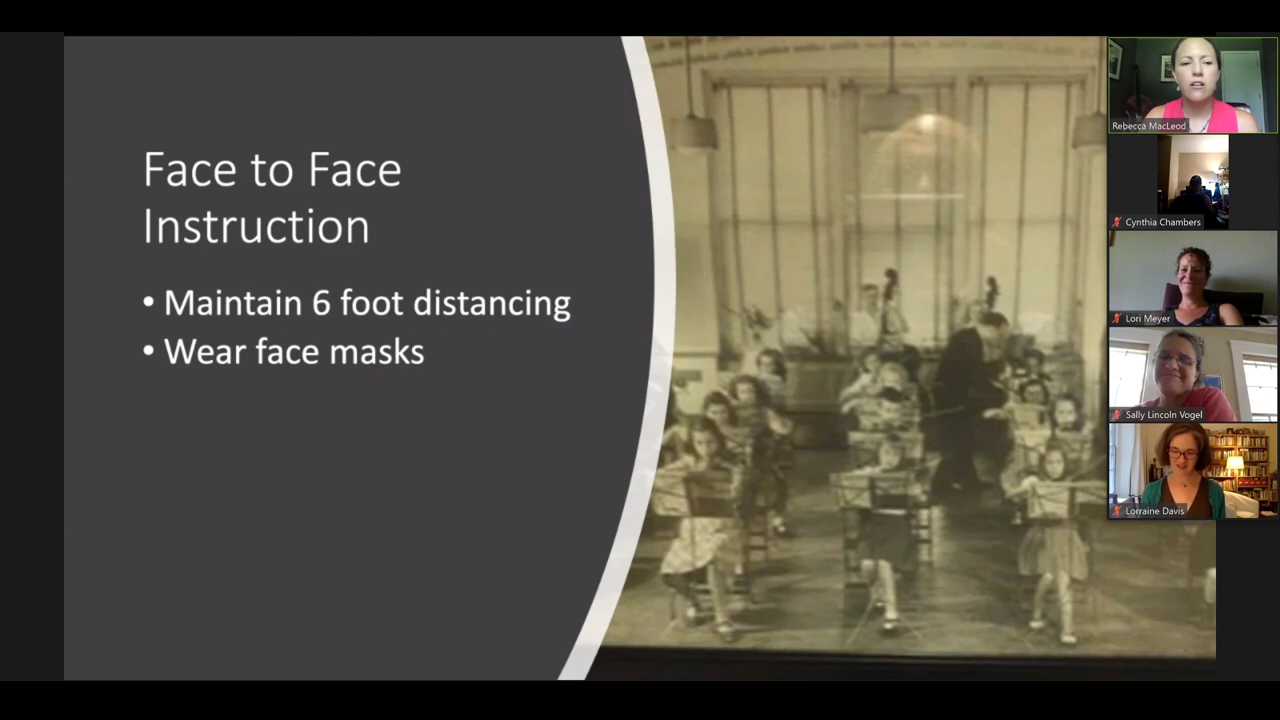 Face to Face
Instruction
• Maintain 6 foot distancing
• Wear face masks
Rebecca MacLeod
Cynthia Chambers
Lori Meyer
Sally Lincoln Vogel
Lorraine Davis